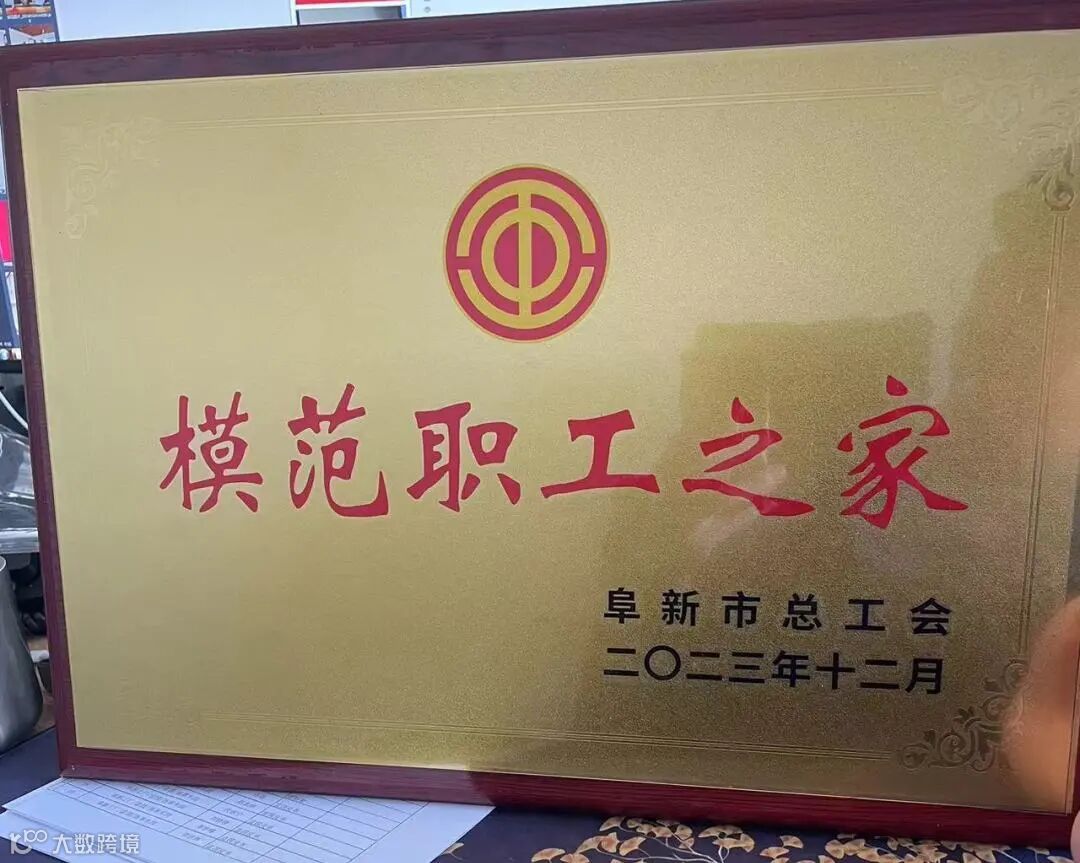 模范职工之家
阜新市总工会
二〇二三年十二月
大数跨境